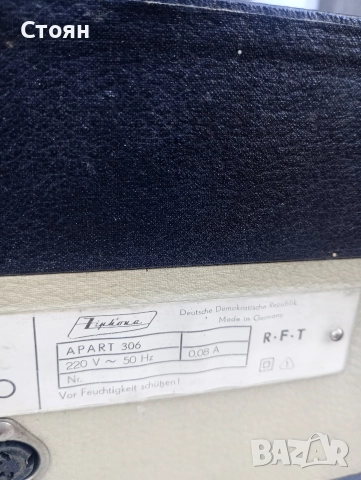 Стоян
Ziphona
Deutsche Demokratische Republik
Made in Germany
APART 306
220 V ~ 50 Hz
0,08 A
R·F·T
Nr.
Vor Feuchtigkeit schützen!
BAZAR